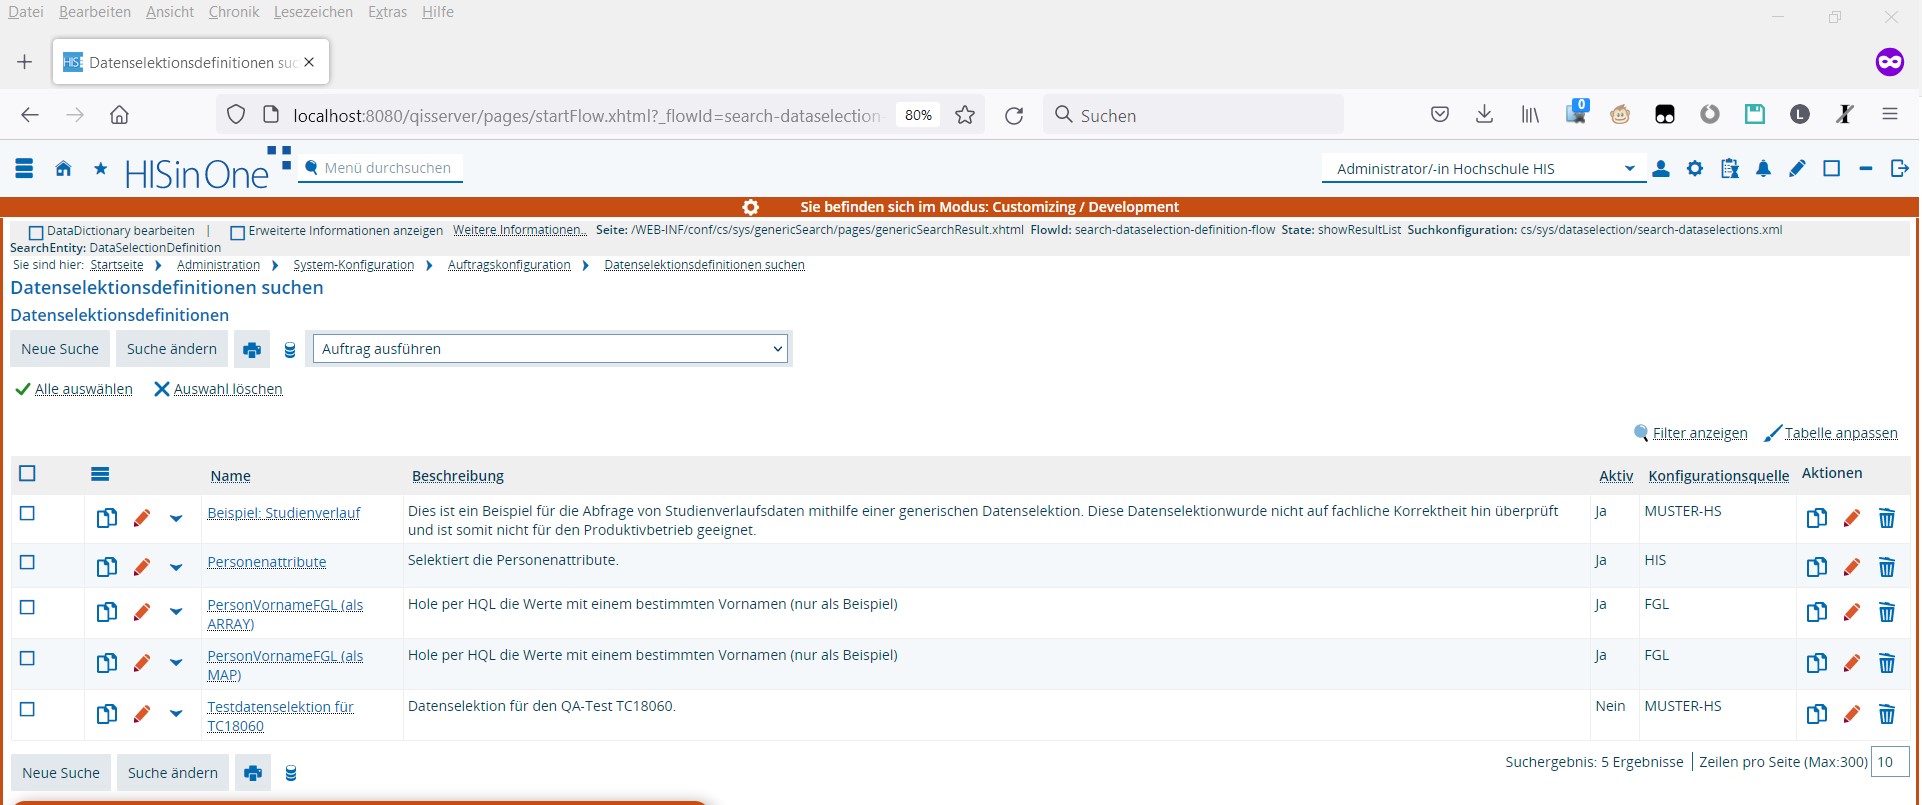 Datei Bearbeiten Ansicht Chronik Lesezeichen Extras Hilfe
HIS Datenselektionsdefinitionen suc
localhost:8080/qisserver/pages/startFlow.xhtml?_flowId=search-dataselection- 80% Suchen 0 L
HISinOne Menü durchsuchen Administrator/-in Hochschule HIS
Sie befinden sich im Modus: Customizing / Development
DataDictionary bearbeiten | Erweiterte Informationen anzeigen Weitere Informationen.. Seite: /WEB-INF/conf/cs/sys/genericSearch/pages/genericSearchResult.xhtml FlowId: search-dataselection-definition-flow State: showResultList Suchkonfiguration: cs/sys/dataselection/search-dataselections.xml
SearchEntity: DataSelectionDefinition
Sie sind hier: Startseite Administration System-Konfiguration Auftragskonfiguration Datenselektionsdefinitionen suchen
Datenselektionsdefinitionen suchen
Datenselektionsdefinitionen
Neue Suche Suche ändern Auftrag ausführen
Alle auswählen Auswahl löschen
Filter anzeigen Tabelle anpassen
Name Beschreibung Aktiv Konfigurationsquelle Aktionen
Beispiel: Studienverlauf Dies ist ein Beispiel für die Abfrage von Studienverlaufsdaten mithilfe einer generischen Datenselektion. Diese Datenselektionwurde nicht auf fachliche Korrektheit hin überprüft Ja MUSTER-HS
und ist somit nicht für den Produktivbetrieb geeignet.
Personenattribute Selektiert die Personenattribute. Ja HIS
PersonVornameFGL (als Hole per HQL die Werte mit einem bestimmten Vornamen (nur als Beispiel) Ja FGL
ARRAY)
PersonVornameFGL (als Hole per HQL die Werte mit einem bestimmten Vornamen (nur als Beispiel) Ja FGL
MAP)
Testdatenselektion für Datenselektion für den QA-Test TC18060. Nein MUSTER-HS
TC18060
Neue Suche Suche ändern Suchergebnis: 5 Ergebnisse | Zeilen pro Seite (Max:300) 10